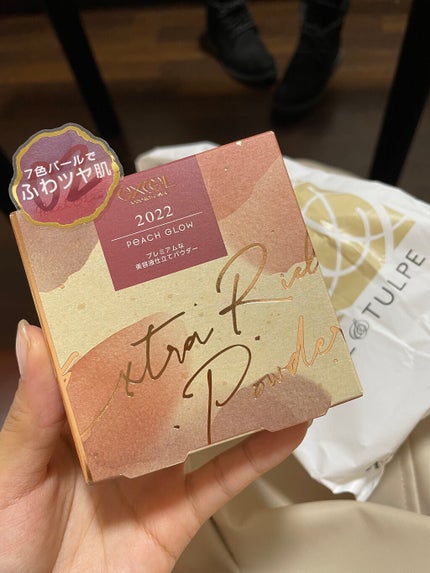 02
7色パールで
ふわツヤ肌
excel
2022
PEACH GLOW
プレミアムな
美容液仕立てパウダー
Extra Rich
Powder
& TULPE